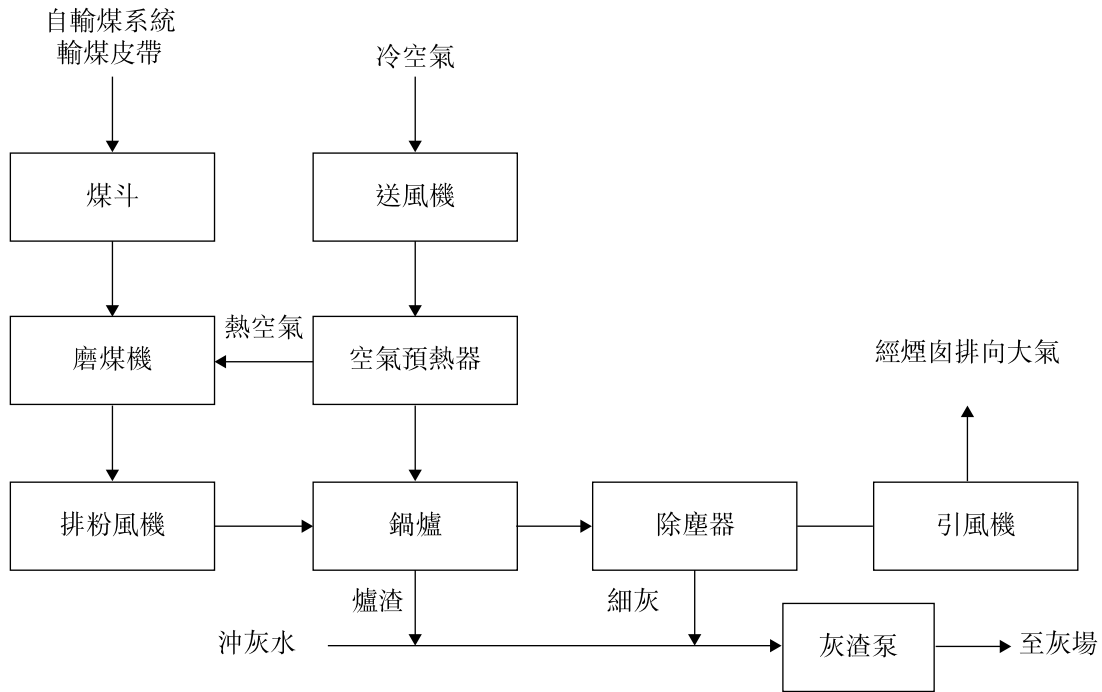 自輸煤系統
輸煤皮帶
冷空氣
煤斗
送風機
熱空氣
磨煤機
空氣預熱器
經煙囪排向大氣
排粉風機
鍋爐
除塵器
引風機
爐渣
細灰
沖灰水
灰渣泵
至灰場